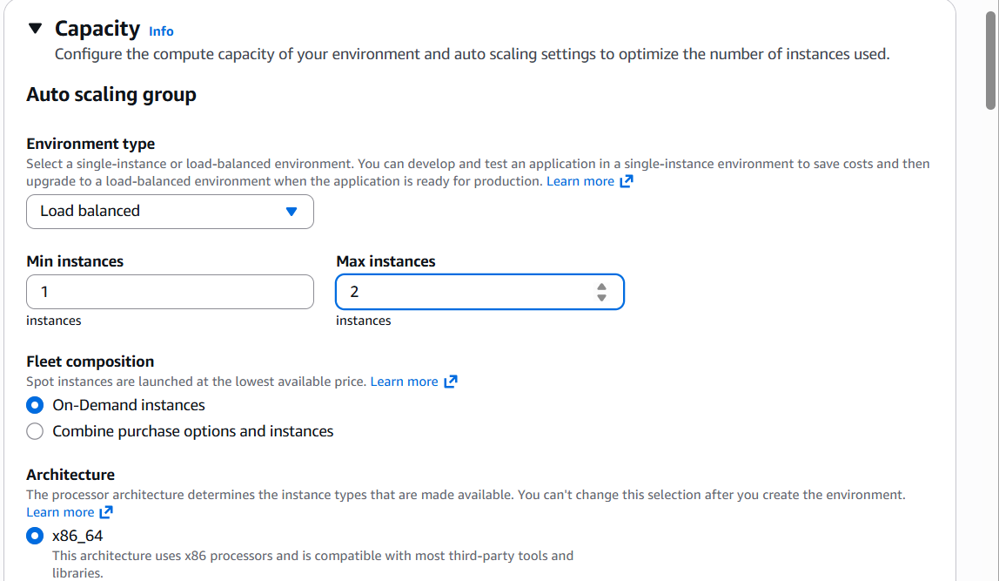 Capacity Info
Configure the compute capacity of your environment and auto scaling settings to optimize the number of instances used.
Auto scaling group
Environment type
Select a single-instance or load-balanced environment. You can develop and test an application in a single-instance environment to save costs and then
upgrade to a load-balanced environment when the application is ready for production. Learn more
Load balanced
Min instances Max instances
1 2
instances instances
Fleet composition
Spot instances are launched at the lowest available price. Learn more
On-Demand instances
Combine purchase options and instances
Architecture
The processor architecture determines the instance types that are made available. You can't change this selection after you create the environment.
Learn more
x86_64
This architecture uses x86 processors and is compatible with most third-party tools and
libraries.